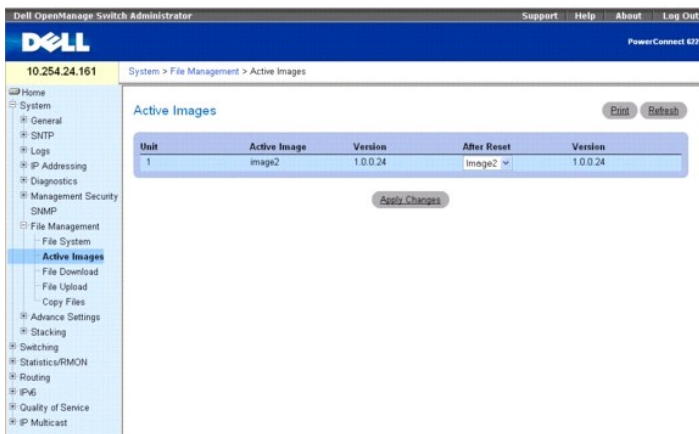 Dell OpenManage Switch Administrator
Support Help About Log Out
DELL
PowerConnect 622
10.254.24.161
System > File Management > Active Images
Home
System
General
SNTP
Logs
IP Addressing
Diagnostics
Management Security
SNMP
File Management
File System
Active Images
File Download
File Upload
Copy Files
Advance Settings
Stacking
Switching
Statistics/RMON
Routing
IPv6
Quality of Service
IP Multicast
Active Images
Print Refresh
Unit Active Image Version After Reset Version
1 image2 1.0.0.24 Image2 1.0.0.24
Apply Changes